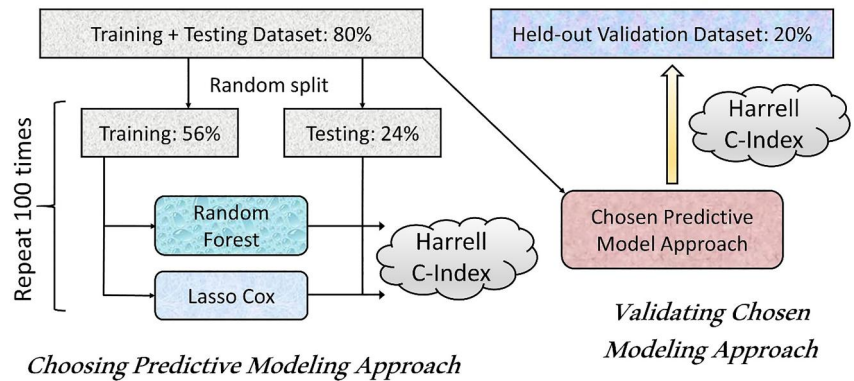 Training + Testing Dataset: 80%
Held-out Validation Dataset: 20%
Random split
Training: 56%
Testing: 24%
Harrell
C-Index
Repeat 100 times
Random
Forest
Lasso Cox
Harrell
C-Index
Chosen Predictive
Model Approach
Choosing Predictive Modeling Approach
Validating Chosen
Modeling Approach